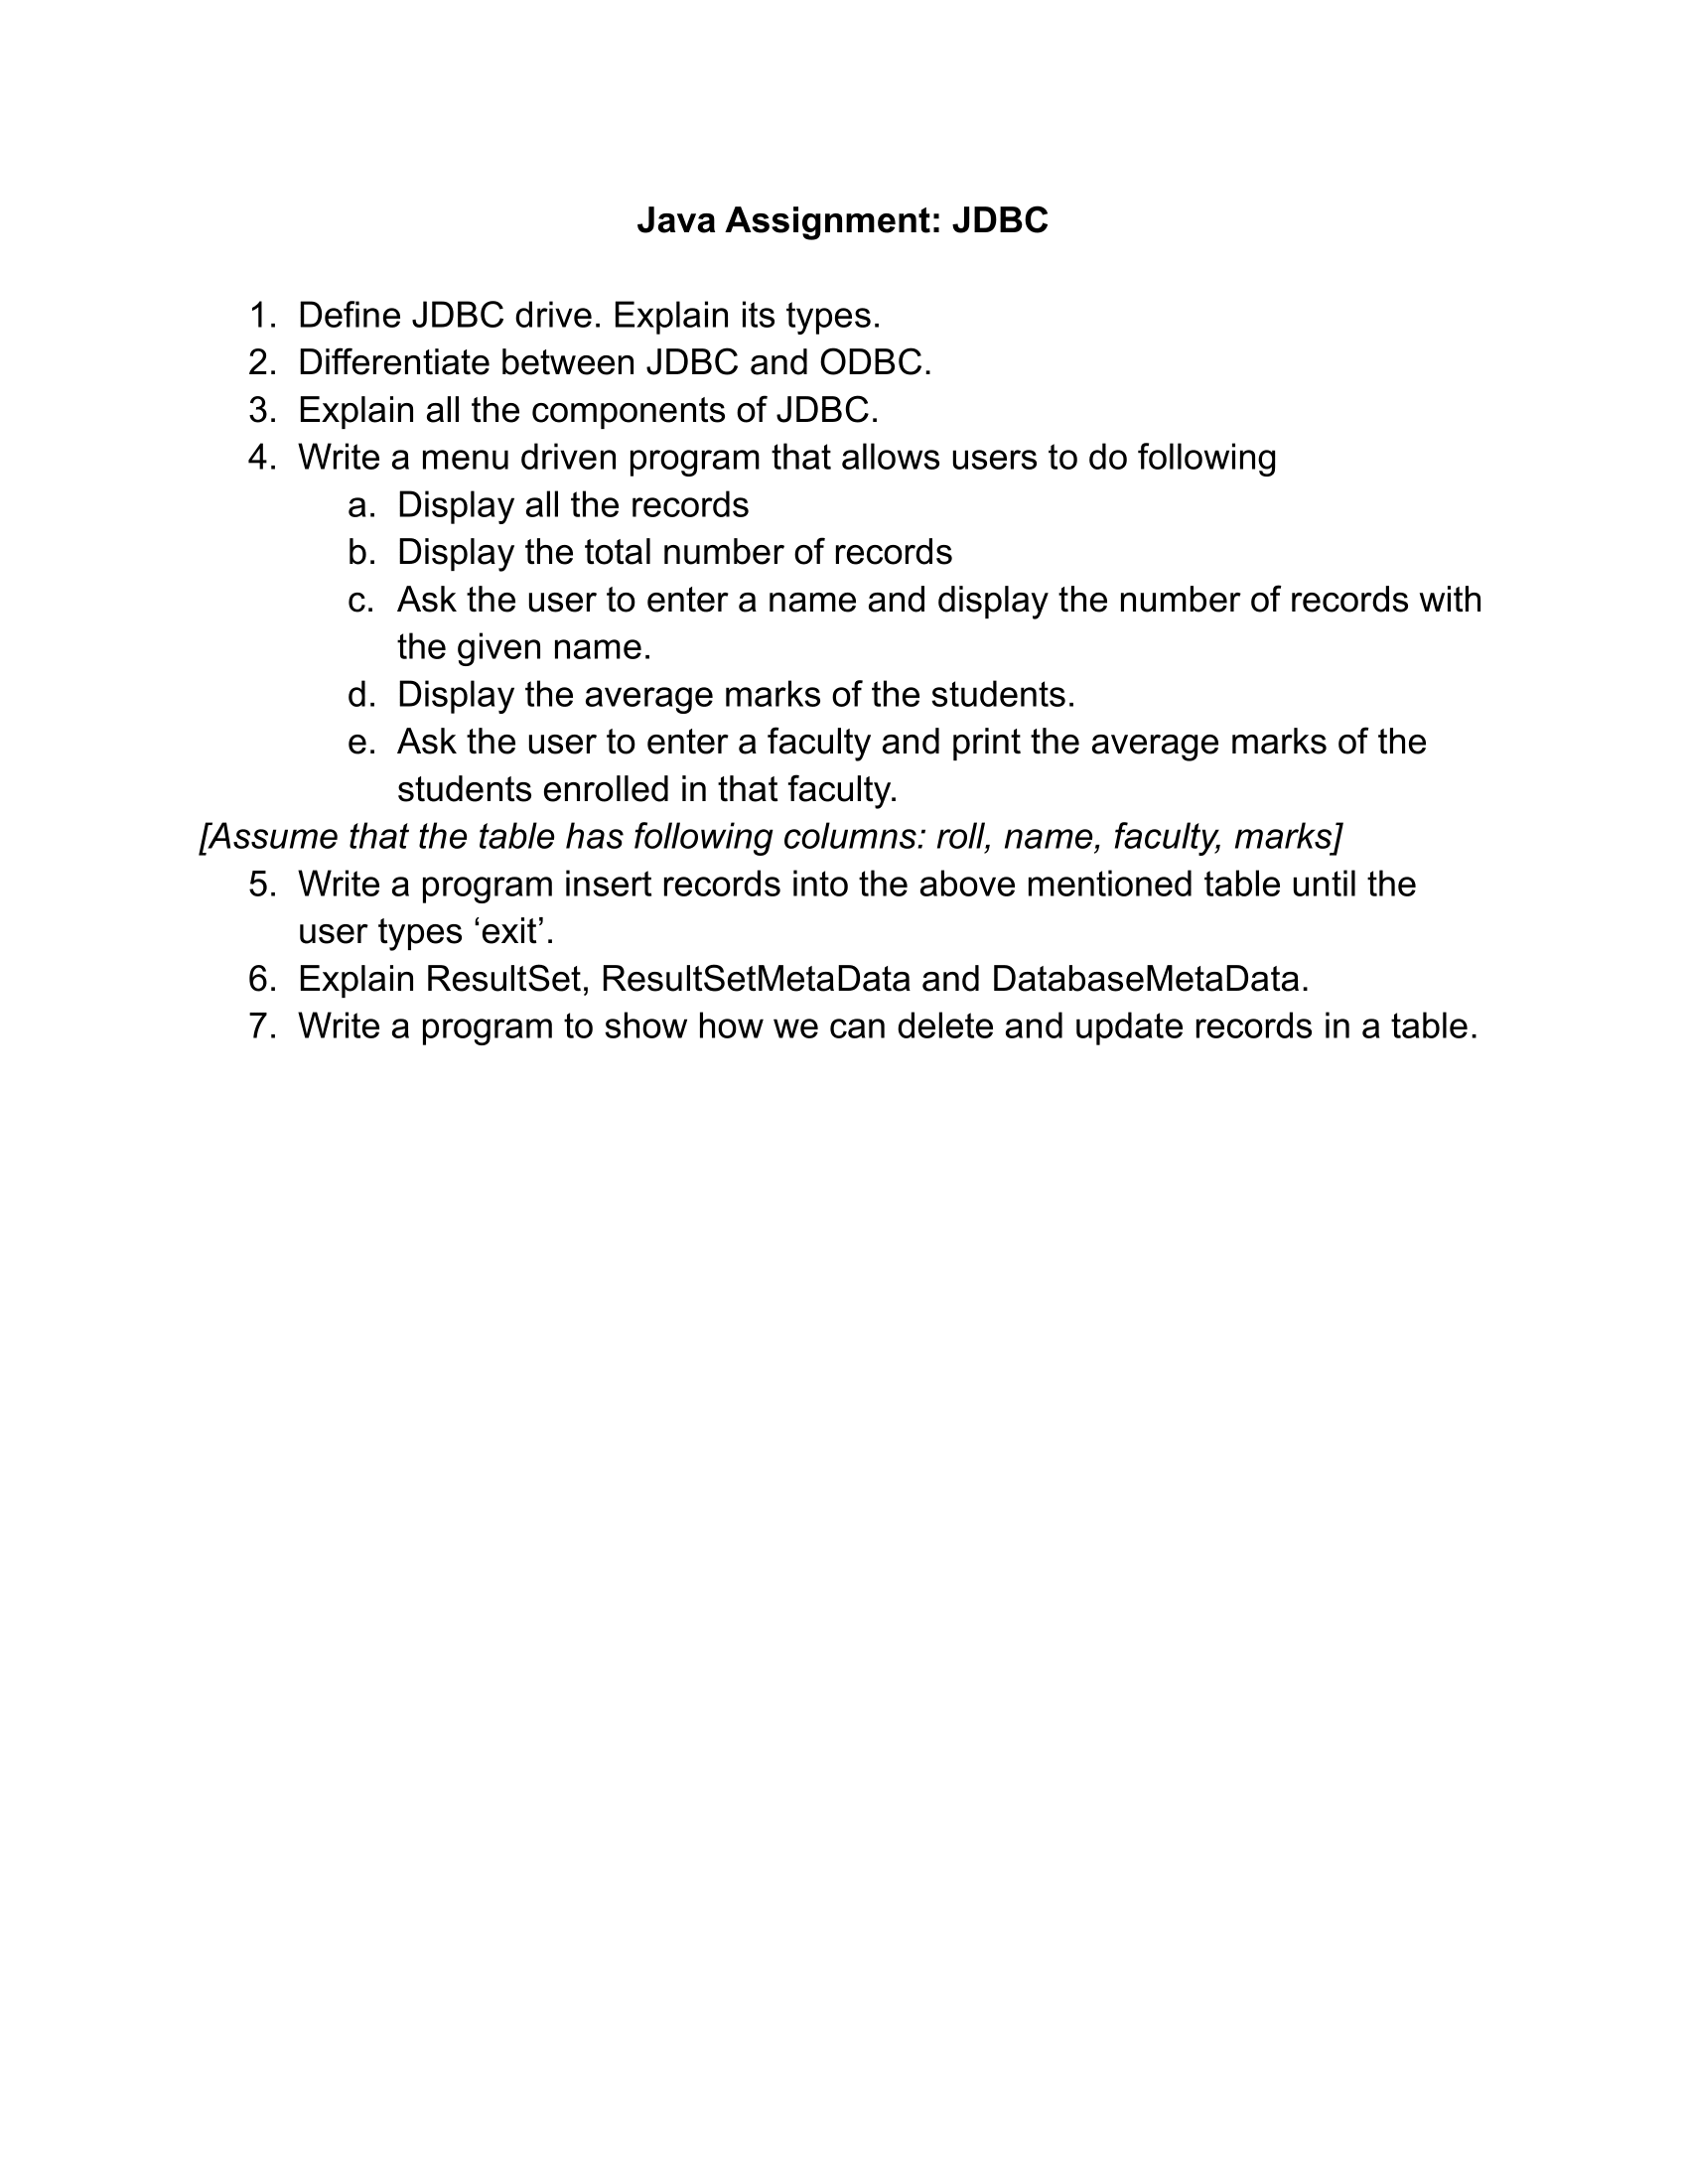 Java Assignment: JDBC
1. Define JDBC drive. Explain its types.
2. Differentiate between JDBC and ODBC.
3. Explain all the components of JDBC.
4. Write a menu driven program that allows users to do following
a. Display all the records
b. Display the total number of records
c. Ask the user to enter a name and display the number of records with
the given name.
d. Display the average marks of the students.
e. Ask the user to enter a faculty and print the average marks of the
students enrolled in that faculty.
[Assume that the table has following columns: roll, name, faculty, marks]
5. Write a program insert records into the above mentioned table until the
user types ‘exit’.
6. Explain ResultSet, ResultSetMetaData and DatabaseMetaData.
7. Write a program to show how we can delete and update records in a table.